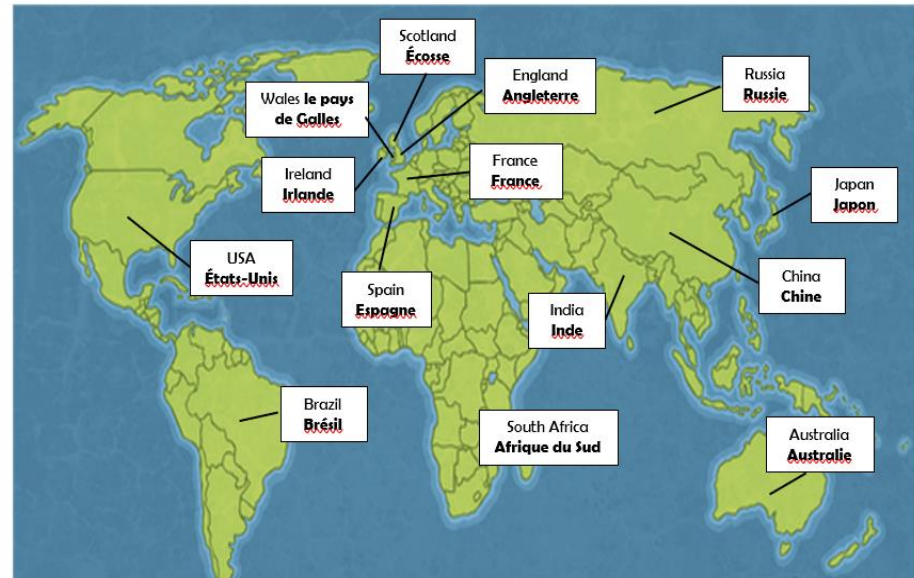 Scotland
Écosse
England
Angleterre
Russia
Russie
Wales le pays
de Galles
France
France
Ireland
Irlande
Japan
Japon
USA
États-Unis
Spain
Espagne
India
Inde
China
Chine
Brazil
Brésil
South Africa
Afrique du Sud
Australia
Australie